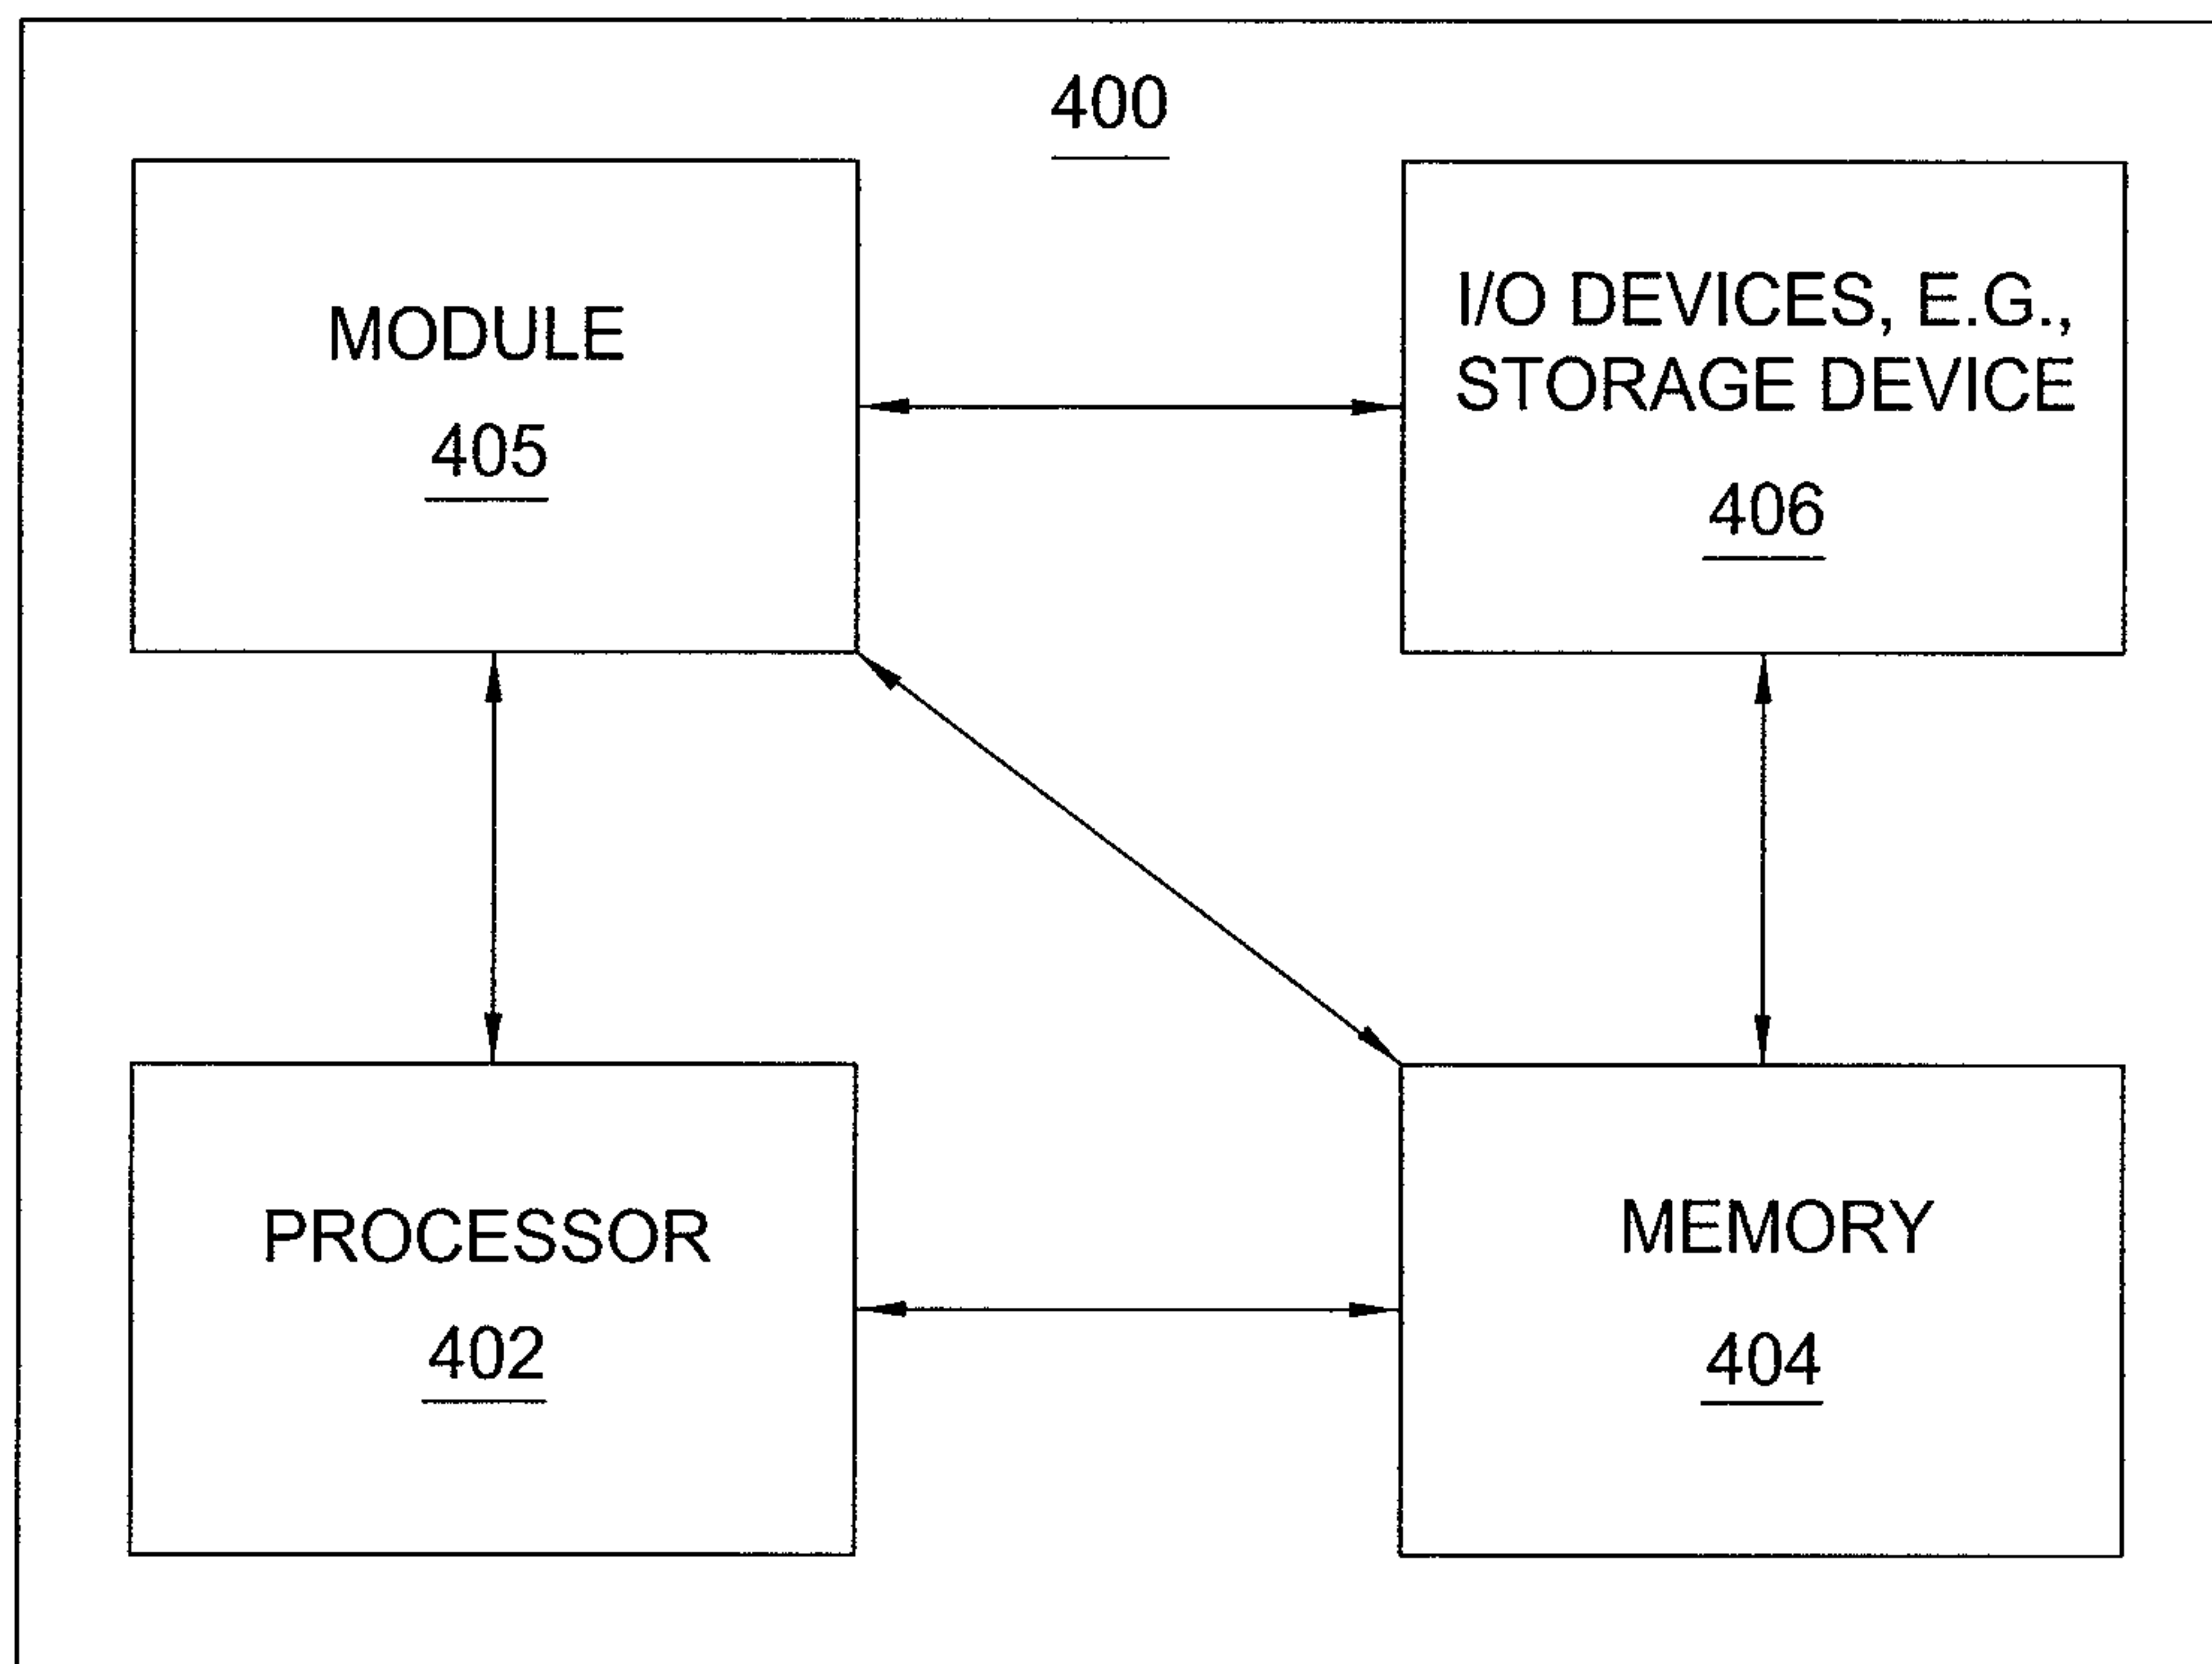 400
MODULE
405
I/O DEVICES, E.G.,
STORAGE DEVICE
406
PROCESSOR
402
MEMORY
404